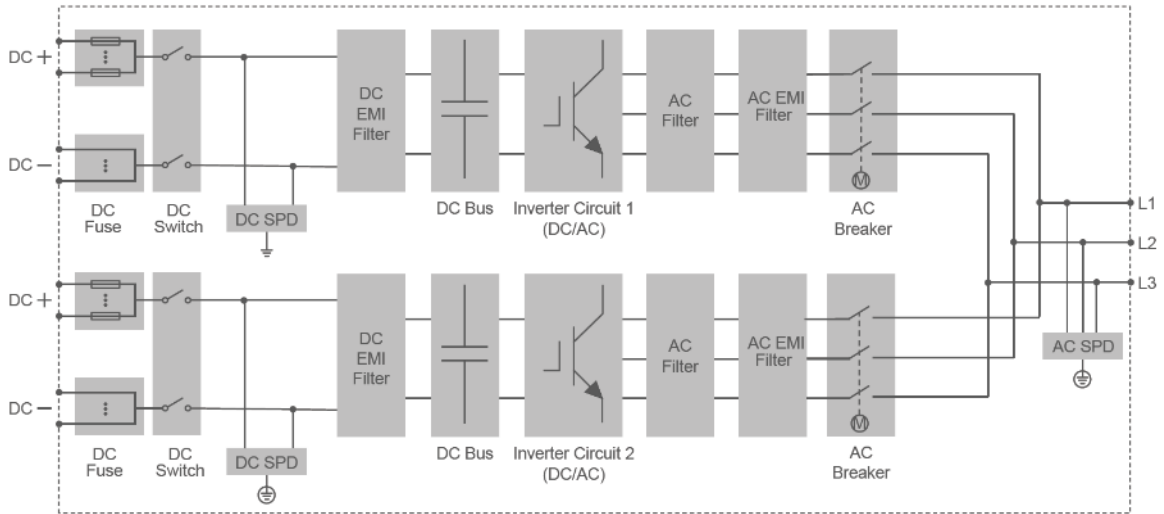 DC +
DC −
DC
Fuse
DC
Switch
DC SPD
DC
EMI
Filter
DC Bus
Inverter Circuit 1
(DC/AC)
AC
Filter
AC EMI
Filter
M
AC
Breaker
L1
L2
L3
AC SPD
DC +
DC −
DC
Fuse
DC
Switch
DC SPD
DC
EMI
Filter
DC Bus
Inverter Circuit 2
(DC/AC)
AC
Filter
AC EMI
Filter
M
AC
Breaker